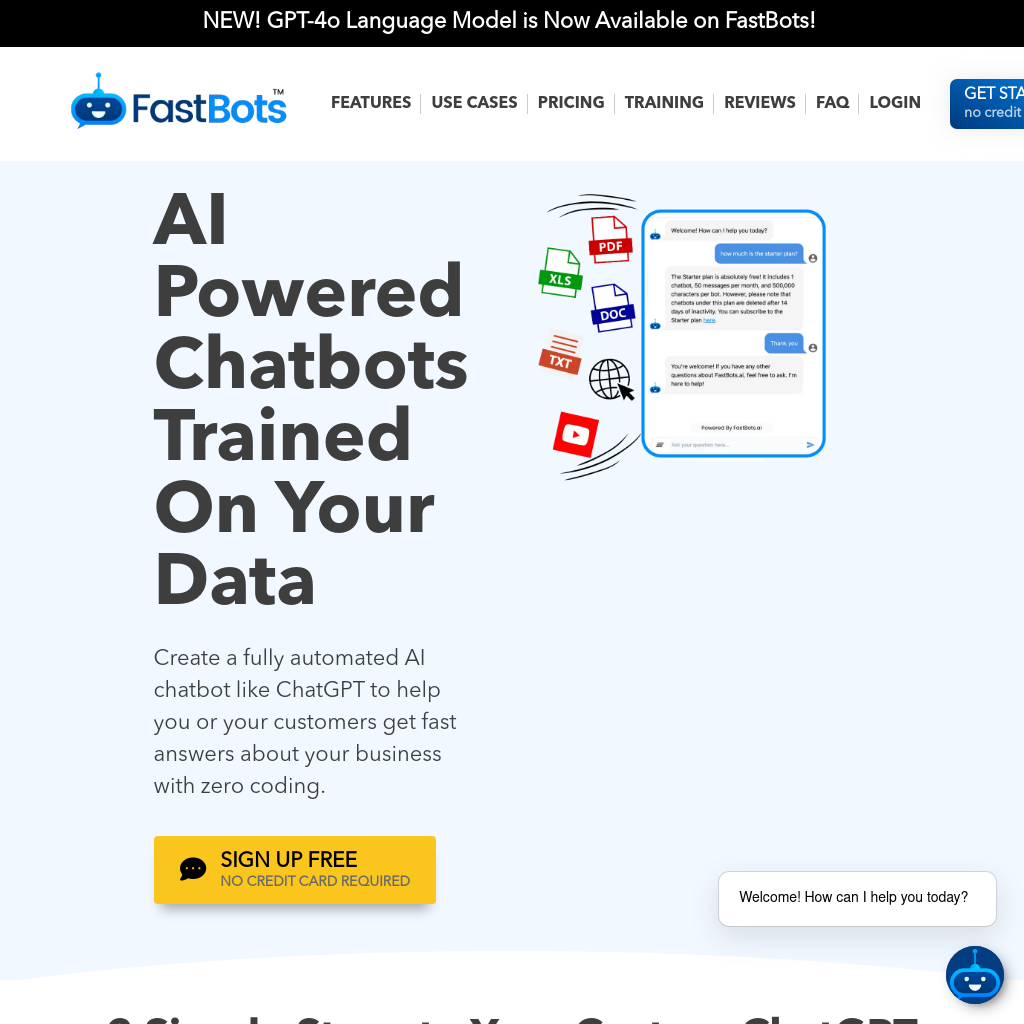 NEW! GPT-4o Language Model is Now Available on FastBots!
FastBots™
FEATURES
USE CASES
PRICING
TRAINING
REVIEWS
FAQ
LOGIN
GET STA
no credit
AI
Powered
Chatbots
Trained
On Your
Data
PDF
XLS
DOC
TXT
Welcome! How can I help you today?
how much is the starter plan?
The Starter plan is absolutely free! It includes 1
chatbot, 50 messages per month, and 500,000
characters per bot. However, please note that
chatbots under this plan are deleted after 14
days of inactivity. You can subscribe to the
Starter plan here.
Thank you
You're welcome! If you have any other
questions about FastBots.ai, feel free to ask. I'm
here to help!
Powered By FastBots.ai
Ask your question here...
Create a fully automated AI
chatbot like ChatGPT to help
you or your customers get fast
answers about your business
with zero coding.
SIGN UP FREE
NO CREDIT CARD REQUIRED
Welcome! How can I help you today?
3 Simple Steps to Your Custom ChatGPT